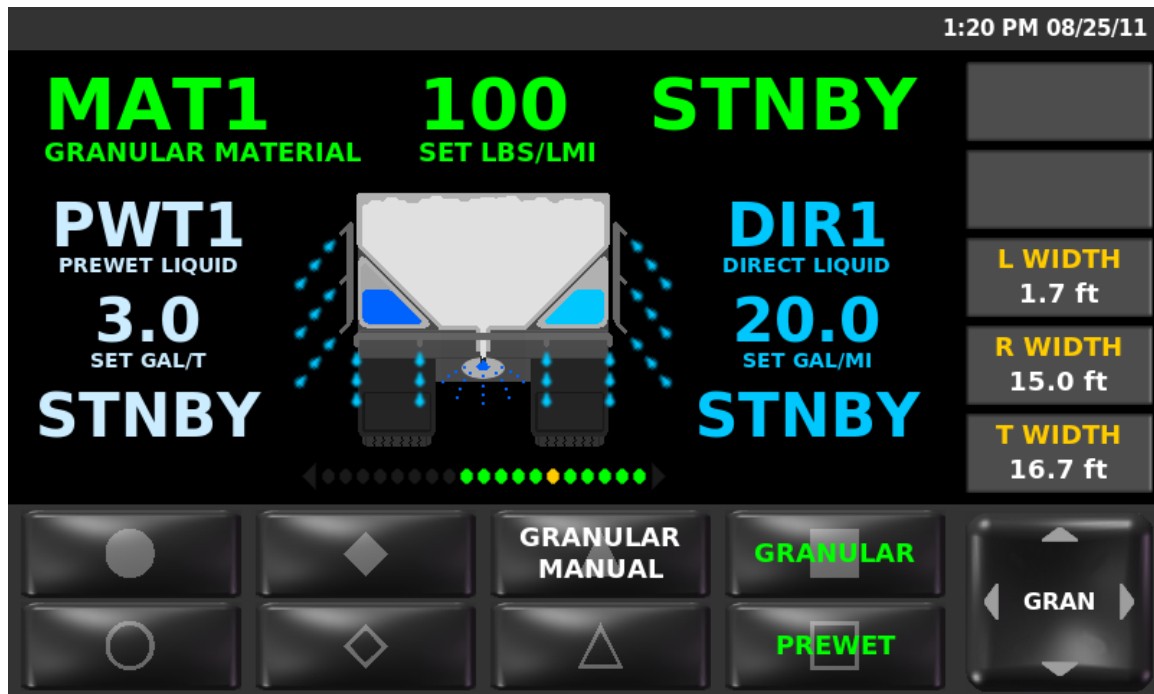 1:20 PM 08/25/11
MAT1 100 STNBY
GRANULAR MATERIAL SET LBS/LMI
PWT1
PREWET LIQUID
3.0
SET GAL/T
STNBY
DIR1
DIRECT LIQUID
20.0
SET GAL/MI
STNBY
L WIDTH
1.7 ft
R WIDTH
15.0 ft
T WIDTH
16.7 ft
GRANULAR
MANUAL
GRANULAR
PREWET
GRAN